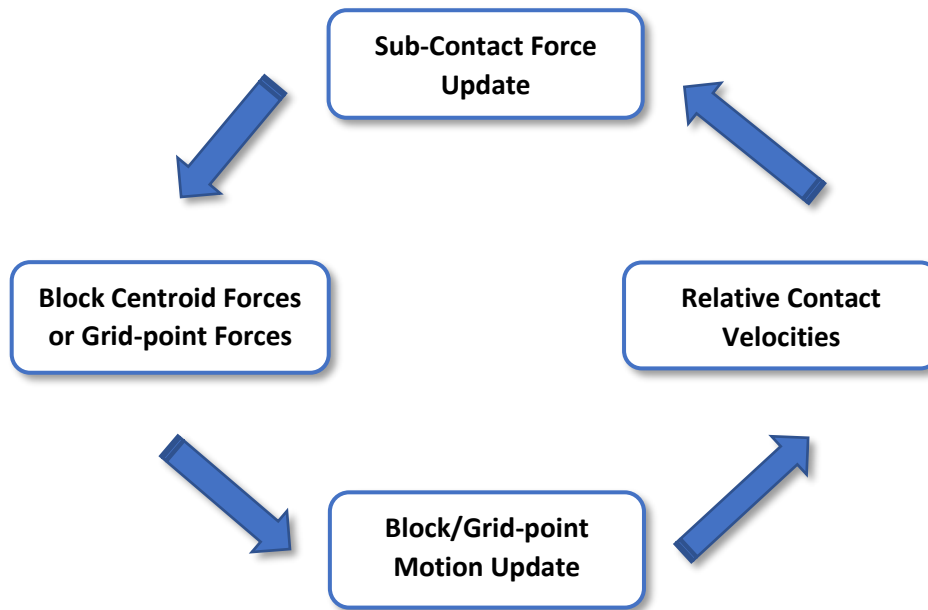 Sub-Contact Force
Update
Block Centroid Forces
or Grid-point Forces
Relative Contact
Velocities
Block/Grid-point
Motion Update